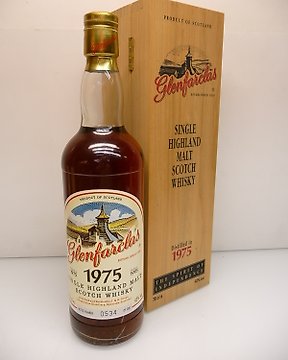 PRODUCT OF SCOTLAND
Glenfarclas
SINGLE
HIGHLAND
MALT
SCOTCH
WHISKY
Distilled in
1975
THE SPIRIT OF
INDEPENDENCE
PRODUCT OF SCOTLAND
Glenfarclas
1975
SINGLE HIGHLAND MALT
SCOTCH WHISKY
0534